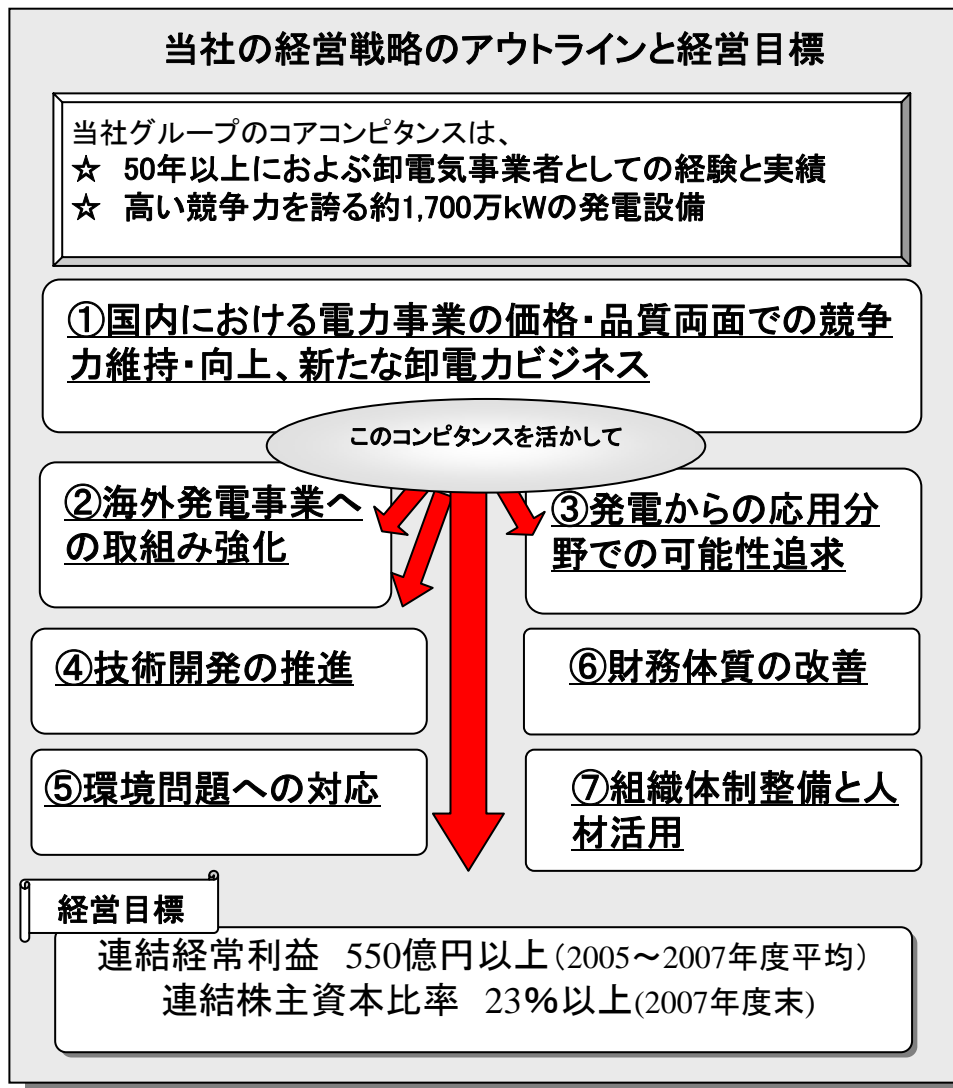 当社の経営戦略のアウトラインと経営目標
当社グループのコアコンピタンスは、
☆ 50年以上におよぶ卸電気事業者としての経験と実績
☆ 高い競争力を誇る約1,700万kWの発電設備
①国内における電力事業の価格・品質両面での競争
力維持・向上、新たな卸電力ビジネス
このコンピタンスを活かして
②海外発電事業へ
の取組み強化
③発電からの応用分
野での可能性追求
④技術開発の推進
⑥財務体質の改善
⑤環境問題への対応
⑦組織体制整備と人
材活用
経営目標
連結経常利益 550億円以上(2005~2007年度平均)
連結株主資本比率 23%以上(2007年度末)